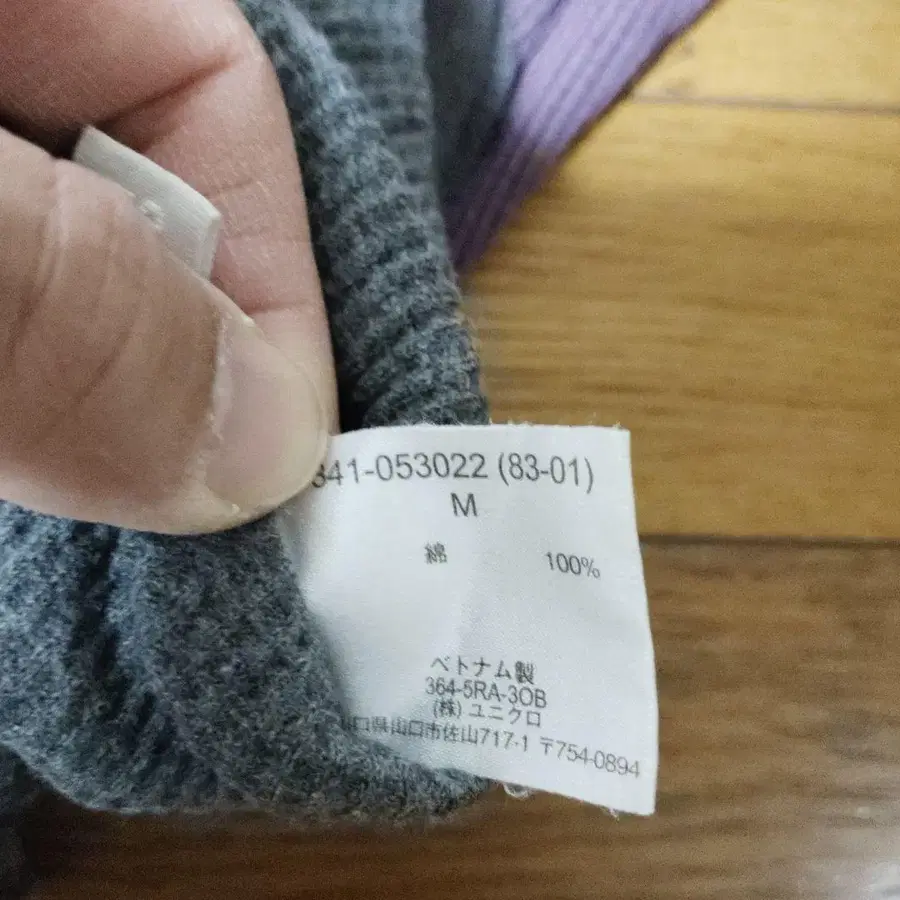 341-053022 (83-01)
M
綿 100%
ベトナム製
364-5RA-3OB
(株) ユニクロ
口県山口市佐山717-1 〒754-0894